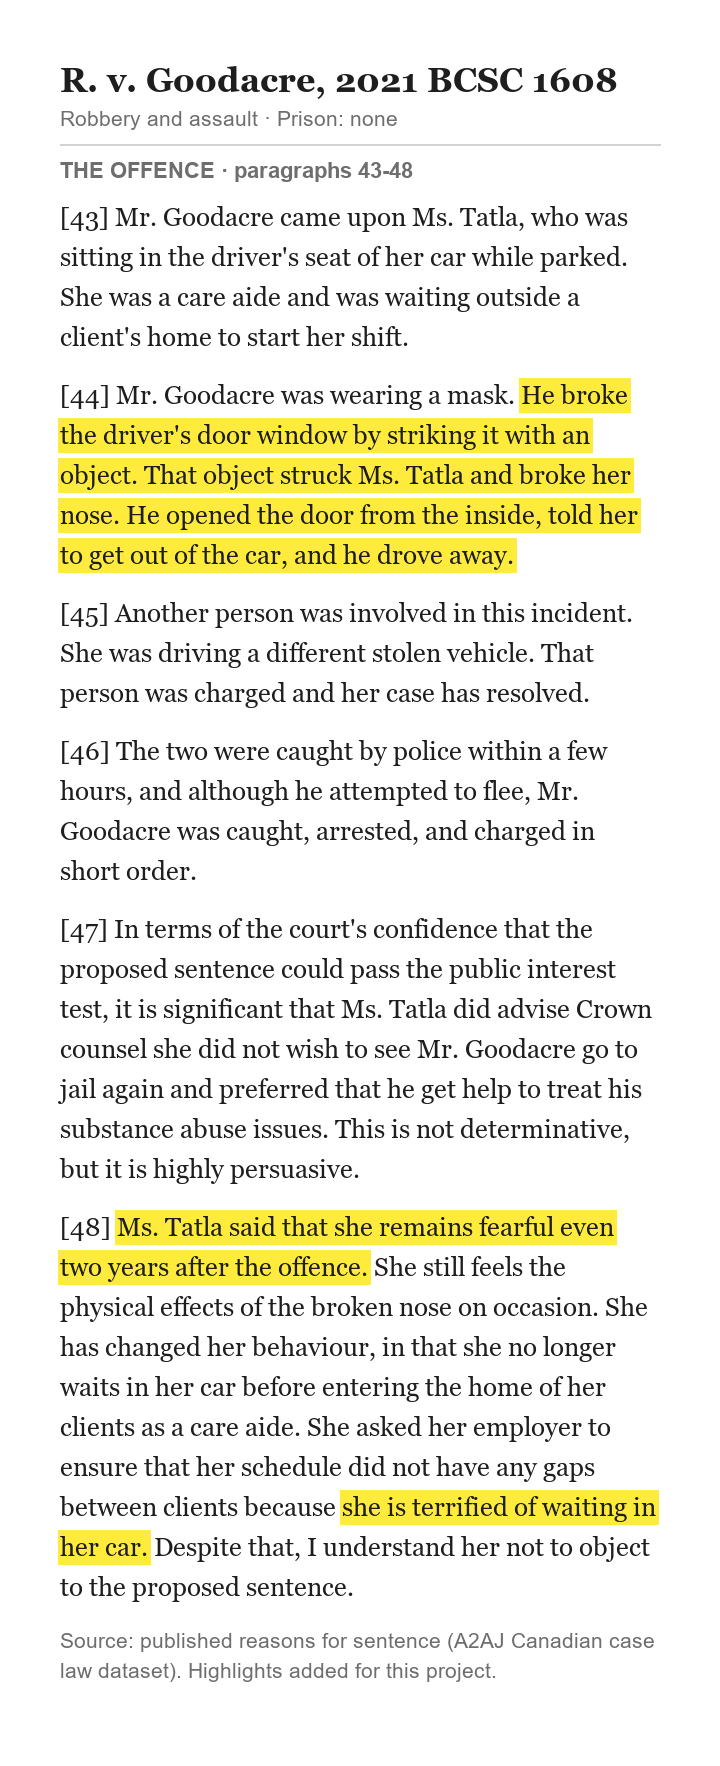 R. v. Goodacre, 2021 BCSC 1608
Robbery and assault · Prison: none
THE OFFENCE · paragraphs 43-48
[43] Mr. Goodacre came upon Ms. Tatla, who was
sitting in the driver's seat of her car while parked.
She was a care aide and was waiting outside a
client's home to start her shift.
[44] Mr. Goodacre was wearing a mask. He broke
the driver's door window by striking it with an
object. That object struck Ms. Tatla and broke her
nose. He opened the door from the inside, told her
to get out of the car, and he drove away.
[45] Another person was involved in this incident.
She was driving a different stolen vehicle. That
person was charged and her case has resolved.
[46] The two were caught by police within a few
hours, and although he attempted to flee, Mr.
Goodacre was caught, arrested, and charged in
short order.
[47] In terms of the court's confidence that the
proposed sentence could pass the public interest
test, it is significant that Ms. Tatla did advise Crown
counsel she did not wish to see Mr. Goodacre go to
jail again and preferred that he get help to treat his
substance abuse issues. This is not determinative,
but it is highly persuasive.
[48] Ms. Tatla said that she remains fearful even
two years after the offence. She still feels the
physical effects of the broken nose on occasion. She
has changed her behaviour, in that she no longer
waits in her car before entering the home of her
clients as a care aide. She asked her employer to
ensure that her schedule did not have any gaps
between clients because she is terrified of waiting in
her car. Despite that, I understand her not to object
to the proposed sentence.
Source: published reasons for sentence (A2AJ Canadian case
law dataset). Highlights added for this project.